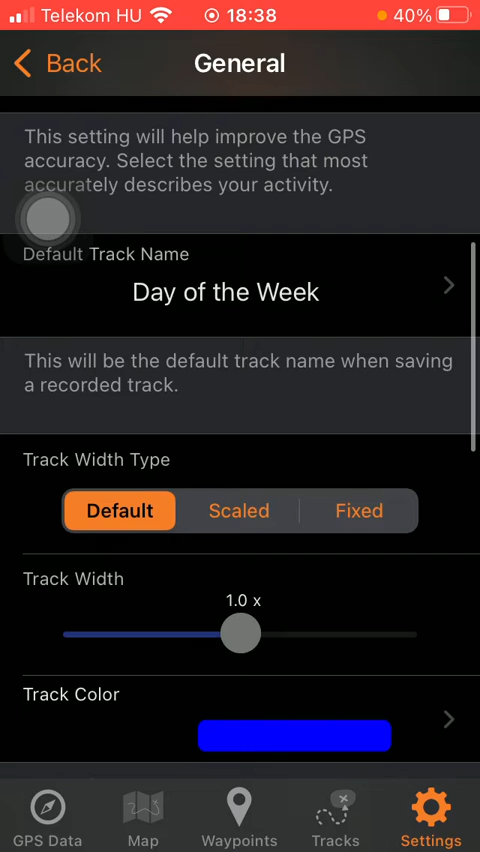 Telekom HU 18:38 40%
Back General
This setting will help improve the GPS
accuracy. Select the setting that most
accurately describes your activity.
Default Track Name
Day of the Week
This will be the default track name when saving
a recorded track.
Track Width Type
Default Scaled Fixed
Track Width
1.0 x
Track Color
GPS Data Map Waypoints Tracks Settings